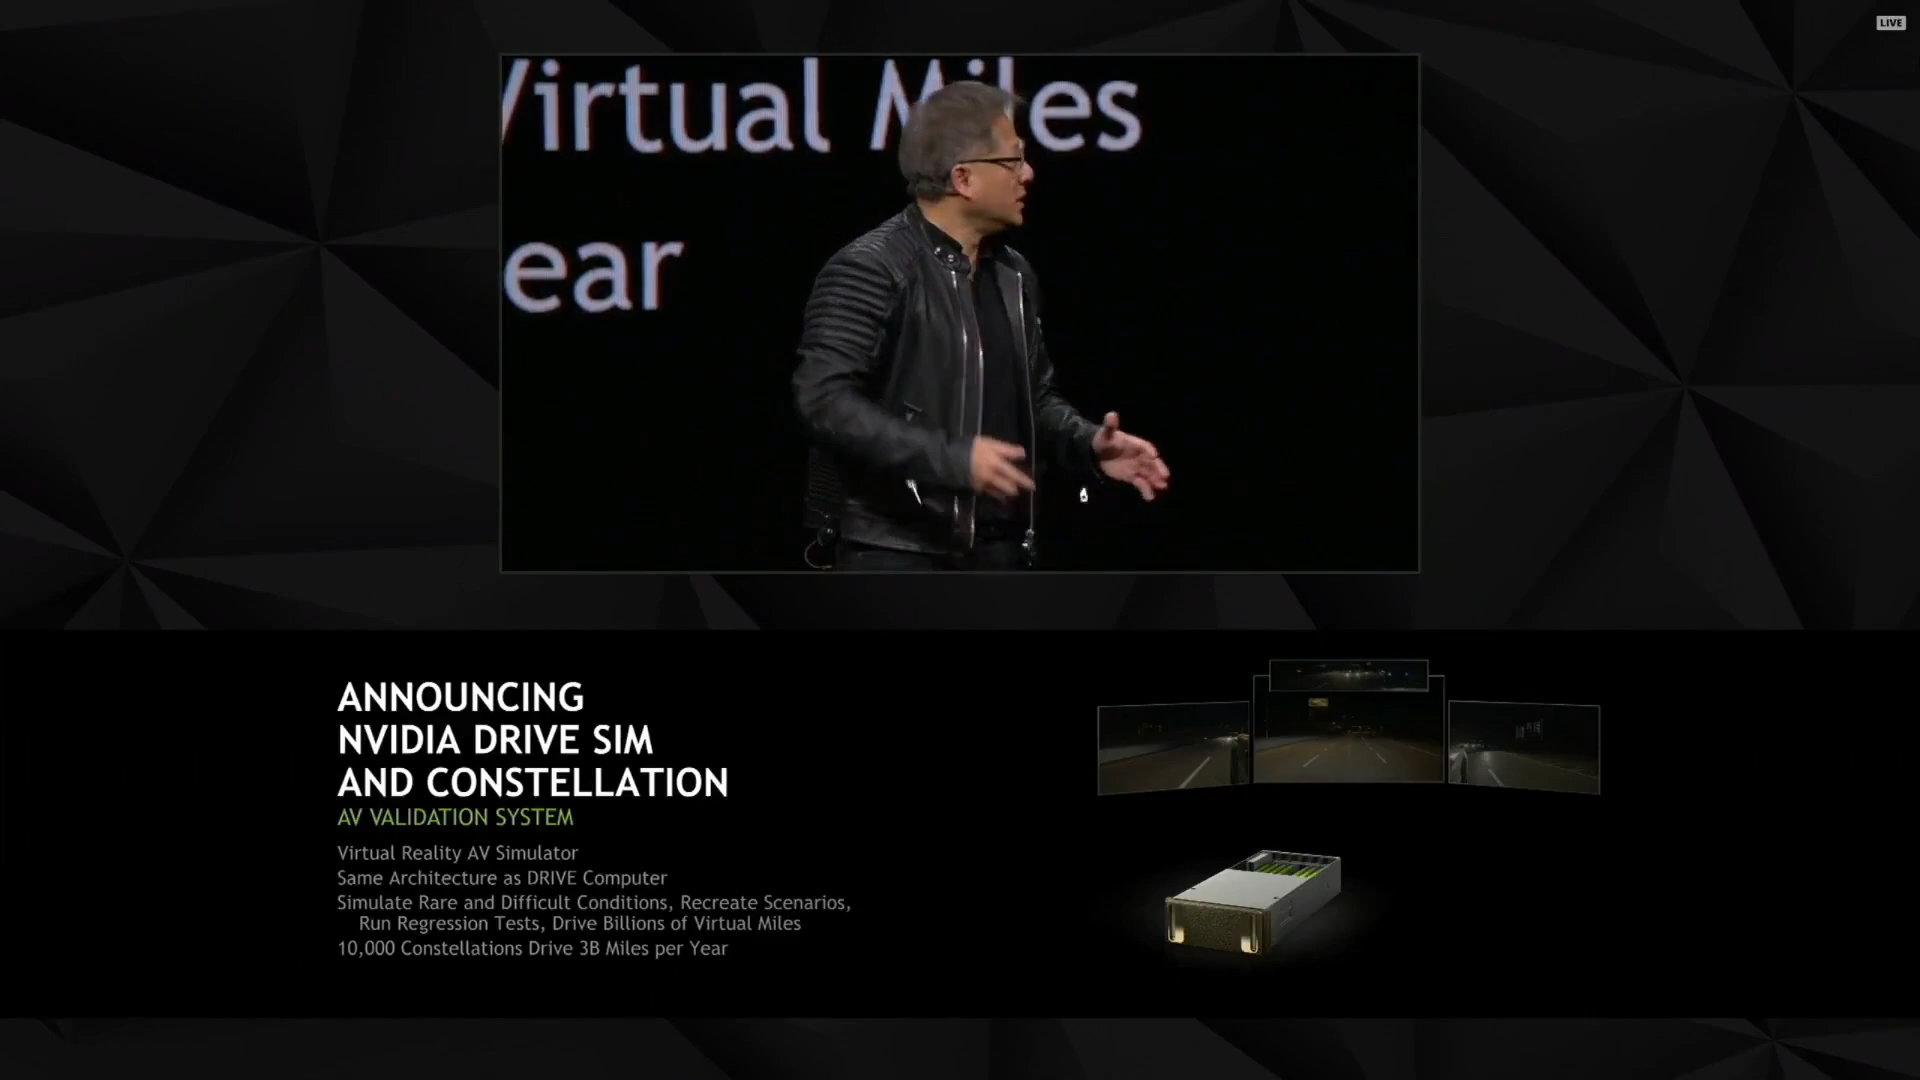 LIVE
Virtual Miles
ear
ANNOUNCING
NVIDIA DRIVE SIM
AND CONSTELLATION
AV VALIDATION SYSTEM
Virtual Reality AV Simulator
Same Architecture as DRIVE Computer
Simulate Rare and Difficult Conditions, Recreate Scenarios,
Run Regression Tests, Drive Billions of Virtual Miles
10,000 Constellations Drive 3B Miles per Year